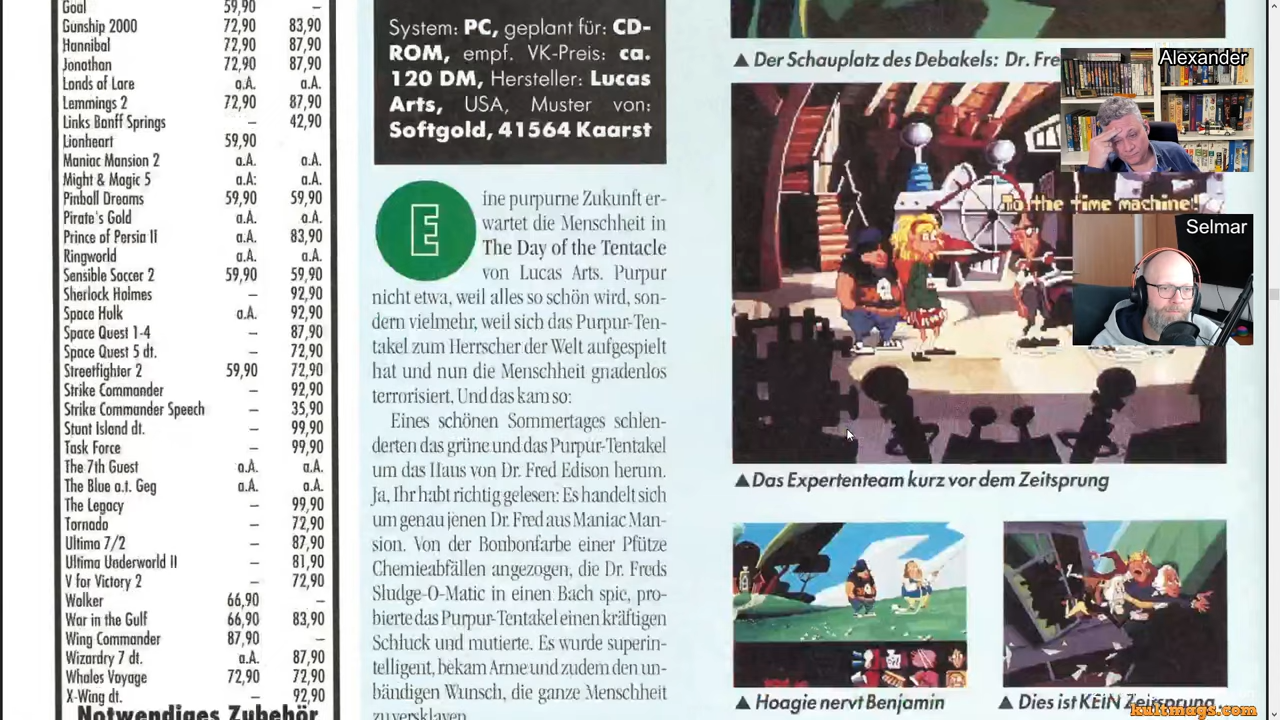 Goal 59,90 –
Gunship 2000 72,90 83,90
Hannibal 72,90 87,90
Jonathan 72,90 87,90
Lands of Lore a.A. a.A.
Lemmings 2 72,90 87,90
Links Banff Springs – 42,90
Lionheart 59,90
Maniac Mansion 2 a.A. a.A.
Might & Magic 5 a.A: a.A.
Pinball Dreams 59,90 59,90
Pirate's Gold a.A. a.A.
Prince of Persia II a.A. 83,90
Ringworld a.A. a.A.
Sensible Soccer 2 59,90 59,90
Sherlock Holmes – 92,90
Space Hulk a.A. 92,90
Space Quest 1-4 – 87,90
Space Quest 5 dt. – 72,90
Streetfighter 2 59,90 72,90
Strike Commander – 92,90
Strike Commander Speech – 35,90
Stunt Island dt. – 99,90
Task Force – 99,90
The 7th Guest a.A. a.A.
The Blue a.t. Geg a.A. a.A.
The Legacy – 99,90
Tornado – 72,90
Ultima 7/2 – 87,90
Ultima Underworld II – 81,90
V for Victory 2 – 72,90
Walker 66,90 –
War in the Gulf 66,90 83,90
Wing Commander 87,90 –
Wizardry 7 dt. a.A. 87,90
Whales Voyage 72,90 72,90
X-Wing dt. – 92,90
Notwendiges Zubehör
System: PC, geplant für: CD-
ROM, empf. VK-Preis: ca.
120 DM, Hersteller: Lucas
Arts, USA, Muster von:
Softgold, 41564 Kaarst
E
ine purpurne Zukunft er-
wartet die Menschheit in
The Day of the Tentacle
von Lucas Arts. Purpur
nicht etwa, weil alles so schön wird, son-
dern vielmehr, weil sich das Purpur-Ten-
takel zum Herrscher der Welt aufgespielt
hat und nun die Menschheit gnadenlos
terrorisiert. Und das kam so:
Eines schönen Sommertages schlen-
derten das grüne und das Purpur-Tentakel
um das Haus von Dr. Fred Edison herum.
Ja, Ihr habt richtig gelesen: Es handelt sich
um genau jenen Dr. Fred aus Maniac Man-
sion. Von der Bonbonfarbe einer Pfütze
Chemieabfällen angezogen, die Dr. Freds
Sludge-O-Matic in einen Bach spie, pro-
bierte das Purpur-Tentakel einen kräftigen
Schluck und mutierte. Es wurde superin-
telligent, bekam Arme und zudem den un-
bändigen Wunsch, die ganze Menschheit
zu versklaven.
▲ Der Schauplatz des Debakels: Dr. Fre
Alexander
To the time machine!
Selmar
▲ Das Expertenteam kurz vor dem Zeitsprung
▲ Hoagie nervt Benjamin
▲ Dies ist KEIN Zeitsprung
kultmags.com